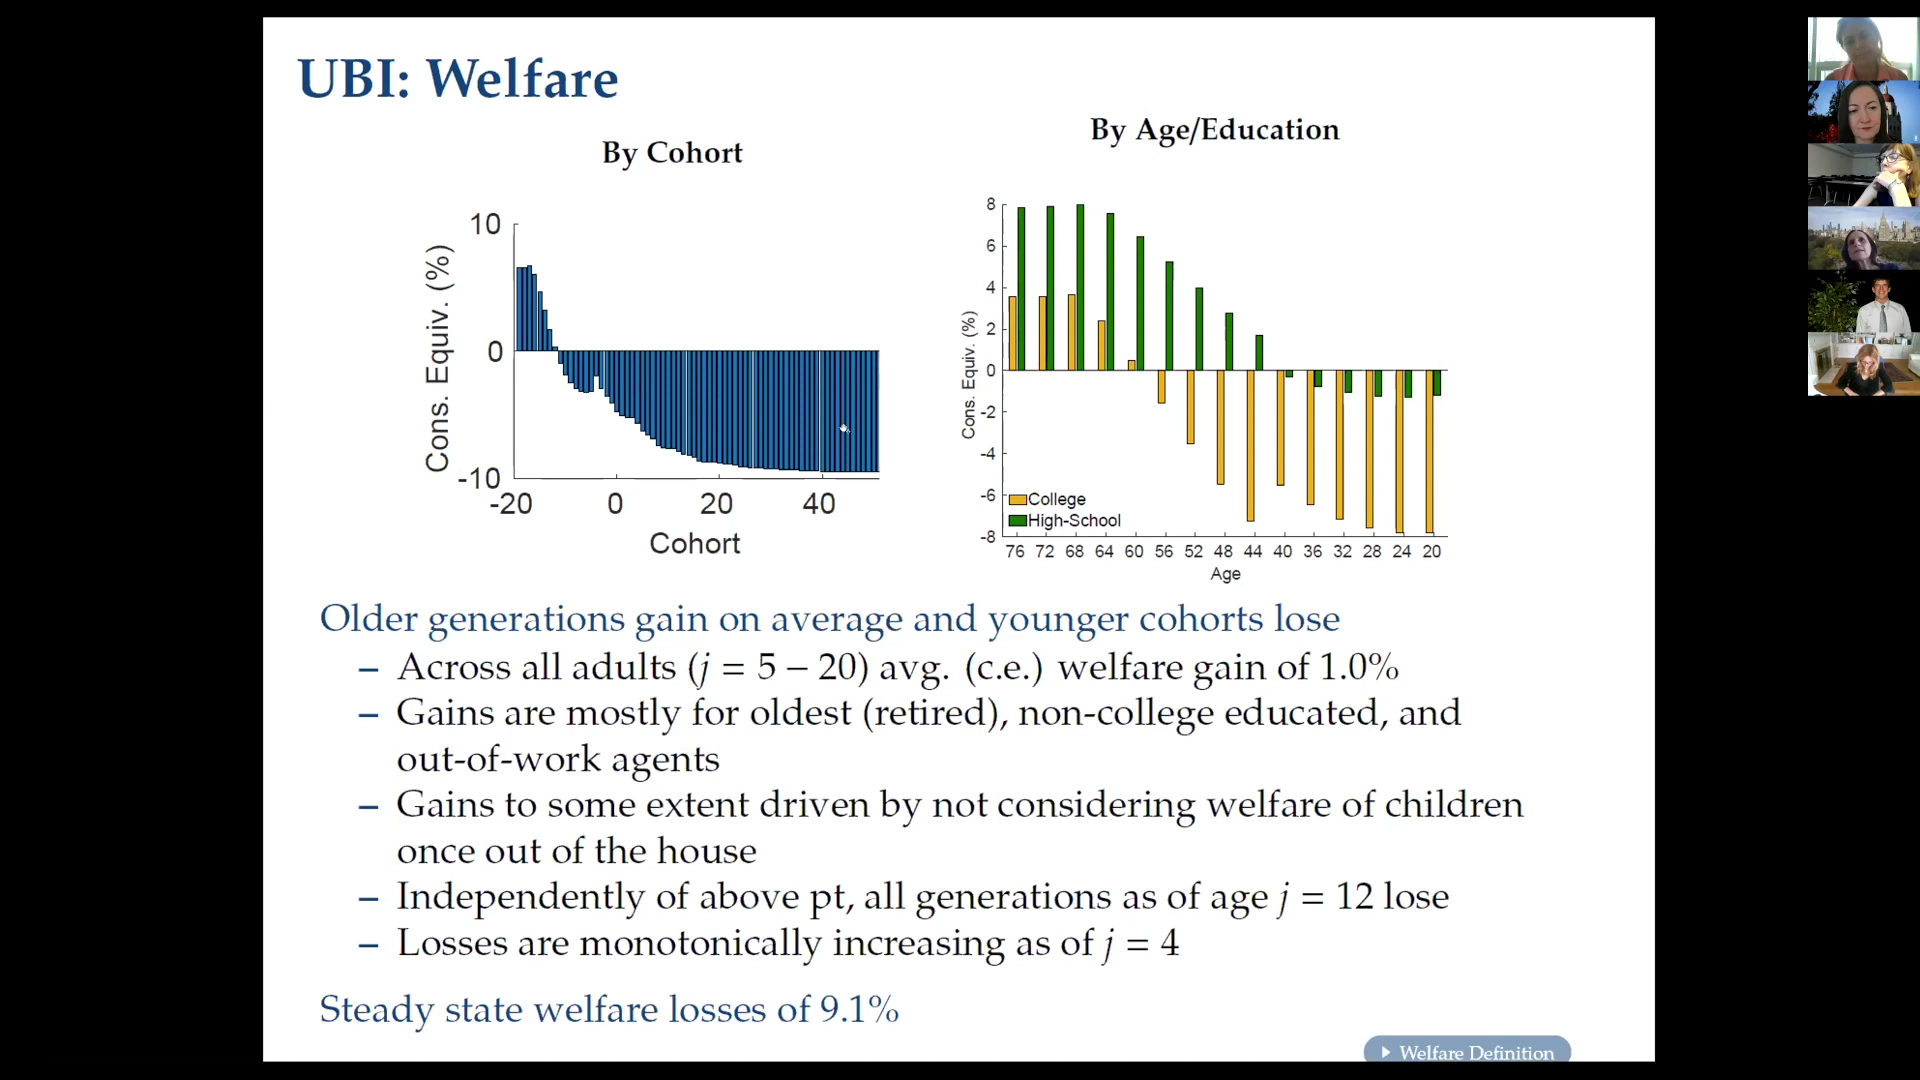 UBI: Welfare
By Cohort
10
0
-10
-20 0 20 40
Cons. Equiv. (%)
Cohort
By Age/Education
8
6
4
2
0
-2
-4
-6
-8
Cons. Equiv. (%)
College
High-School
76 72 68 64 60 56 52 48 44 40 36 32 28 24 20
Age
Older generations gain on average and younger cohorts lose
– Across all adults (j = 5 – 20) avg. (c.e.) welfare gain of 1.0%
– Gains are mostly for oldest (retired), non-college educated, and
out-of-work agents
– Gains to some extent driven by not considering welfare of children
once out of the house
– Independently of above pt, all generations as of age j = 12 lose
– Losses are monotonically increasing as of j = 4
Steady state welfare losses of 9.1%
Welfare Definition